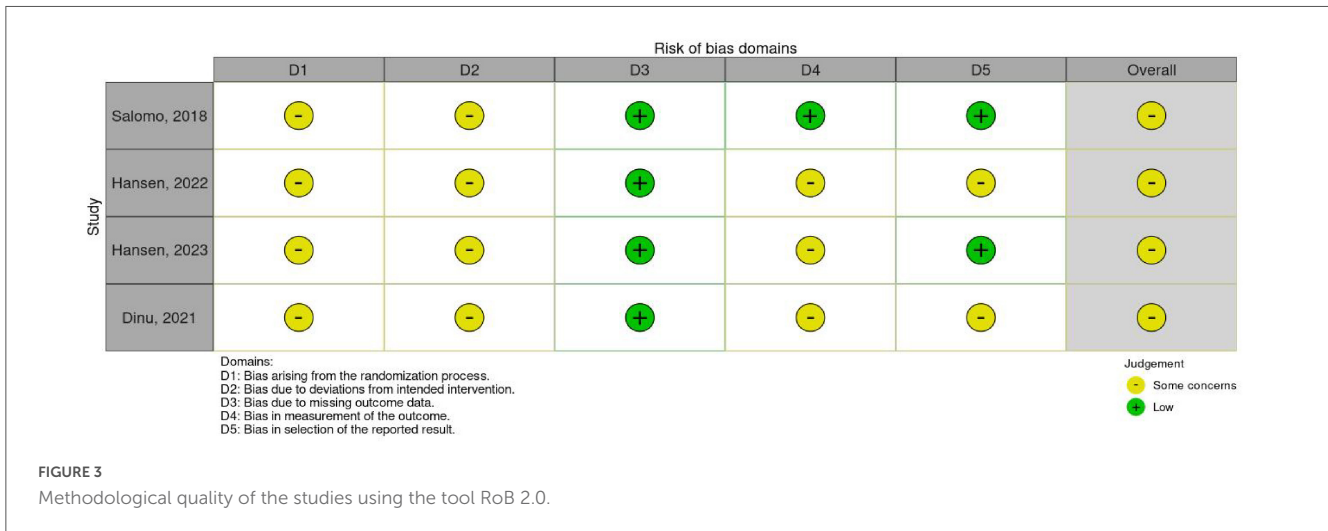 Risk of bias domains
D1 D2 D3 D4 D5 Overall
Study
Salomo, 2018 - - + + + -
Hansen, 2022 - - + - - -
Hansen, 2023 - - + - + -
Dinu, 2021 - - + - - -
Domains:
D1: Bias arising from the randomization process.
D2: Bias due to deviations from intended intervention.
D3: Bias due to missing outcome data.
D4: Bias in measurement of the outcome.
D5: Bias in selection of the reported result.
Judgement
- Some concerns
+ Low
FIGURE 3
Methodological quality of the studies using the tool RoB 2.0.